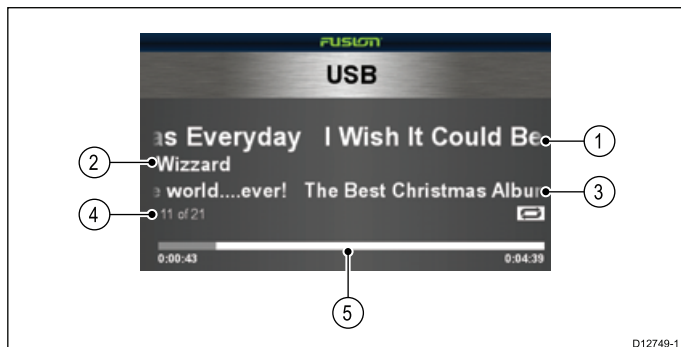 FUSION
USB
as Everyday I Wish It Could Be
1
2
Wizzard
e world....ever! The Best Christmas Album
3
4
11 of 21
0:00:43
0:04:39
5
D12749-1